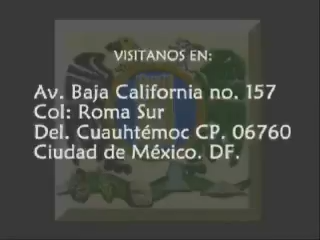 VISITANOS EN:
Av. Baja California no. 157
Col: Roma Sur
Del. Cuauhtémoc CP. 06760
Ciudad de México. DF.